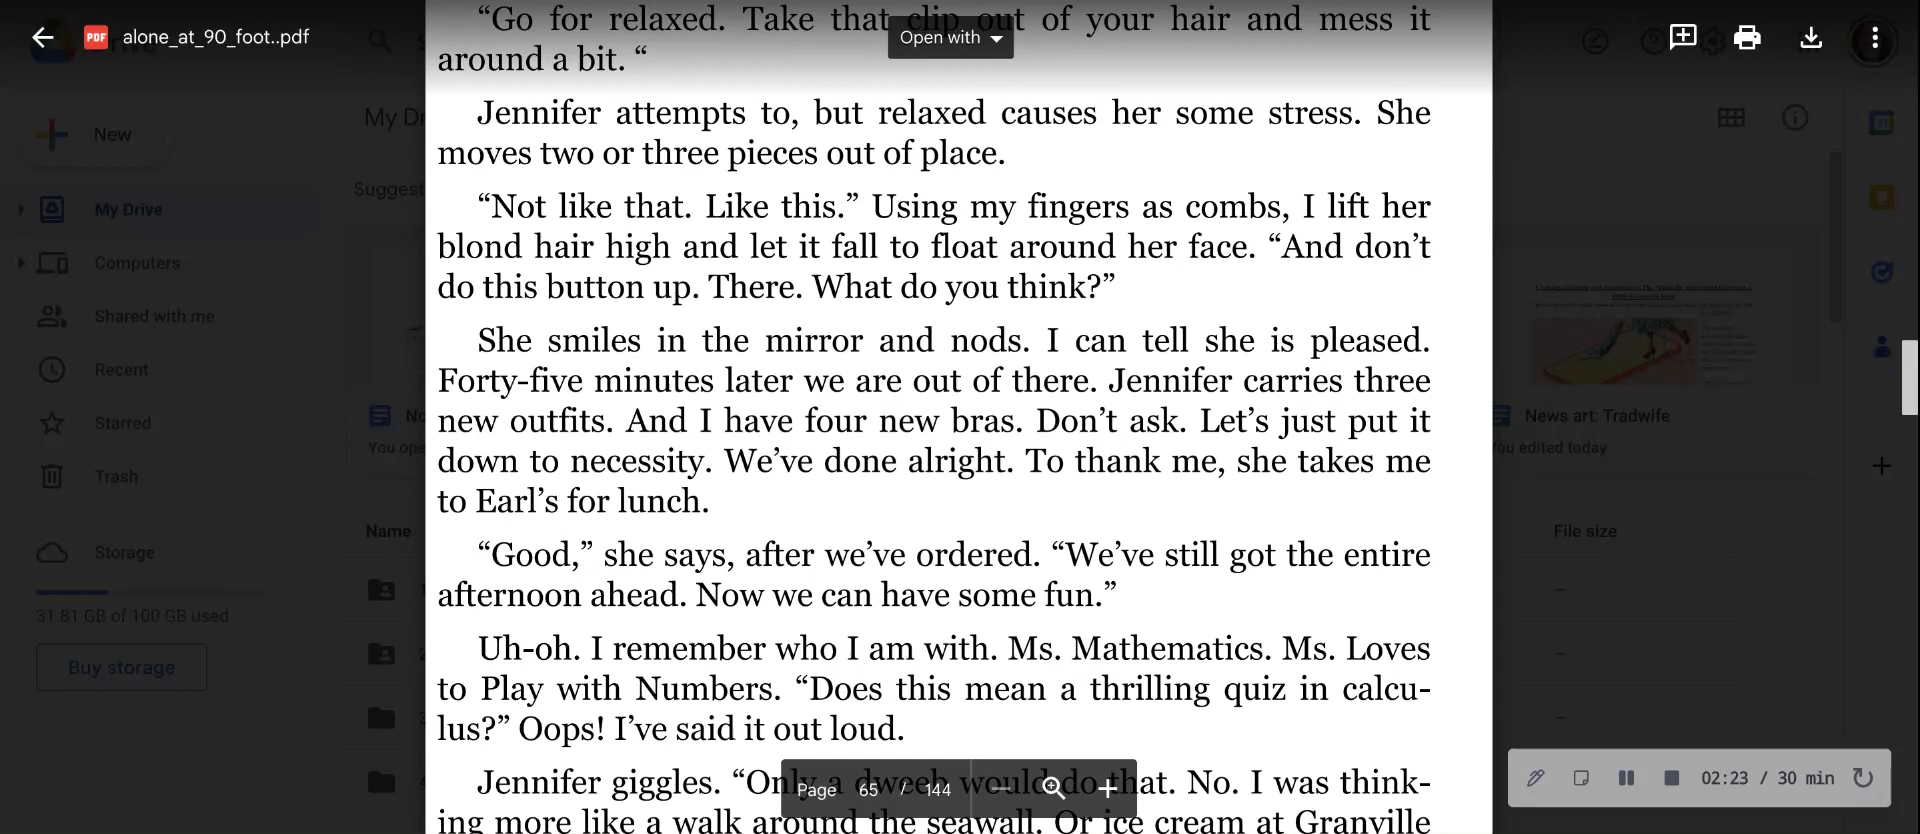 alone_at_90_foot..pdf
Open with
New
My Drive
Computers
Shared with me
Recent
Starred
Trash
Storage
31.81 GB of 100 GB used
Buy storage
Name
“Go for relaxed. Take that clip out of your hair and mess it
around a bit. “
Jennifer attempts to, but relaxed causes her some stress. She
moves two or three pieces out of place.
“Not like that. Like this.” Using my fingers as combs, I lift her
blond hair high and let it fall to float around her face. “And don’t
do this button up. There. What do you think?”
She smiles in the mirror and nods. I can tell she is pleased.
Forty-five minutes later we are out of there. Jennifer carries three
new outfits. And I have four new bras. Don’t ask. Let’s just put it
down to necessity. We’ve done alright. To thank me, she takes me
to Earl’s for lunch.
“Good,” she says, after we’ve ordered. “We’ve still got the entire
afternoon ahead. Now we can have some fun.”
Uh-oh. I remember who I am with. Ms. Mathematics. Ms. Loves
to Play with Numbers. “Does this mean a thrilling quiz in calcu-
lus?” Oops! I’ve said it out loud.
Jennifer giggles. “Only a dweeb would do that. No. I was think-
ing more like a walk around the seawall. Or ice cream at Granville
Page 65 / 144
News art: Tradwife
You edited today
File size
02:23 / 30 min